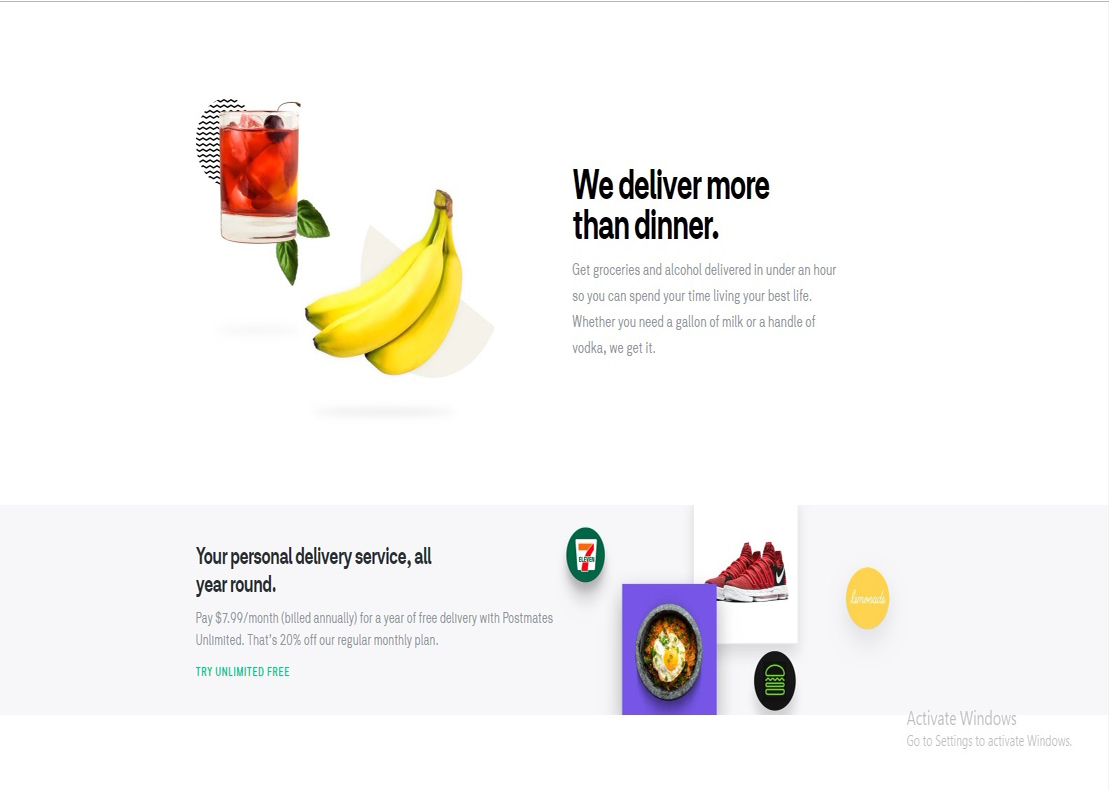 We deliver more
than dinner.
Get groceries and alcohol delivered in under an hour
so you can spend your time living your best life.
Whether you need a gallon of milk or a handle of
vodka, we get it.
Your personal delivery service, all
year round.
Pay $7.99/month (billed annually) for a year of free delivery with Postmates
Unlimited. That's 20% off our regular monthly plan.
TRY UNLIMITED FREE
7
ELEVEN
lemonade
Activate Windows
Go to Settings to activate Windows.